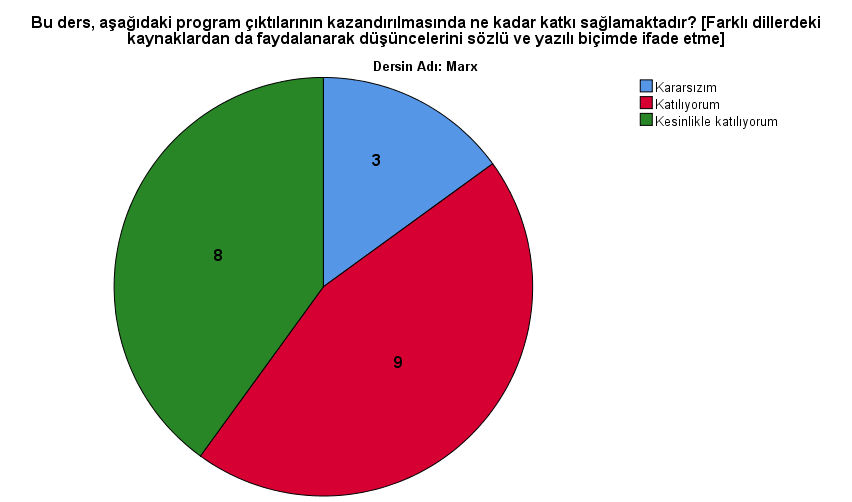 Bu ders, aşağıdaki program çıktılarının kazandırılmasında ne kadar katkı sağlamaktadır? [Farklı dillerdeki
kaynaklardan da faydalanarak düşüncelerini sözlü ve yazılı biçimde ifade etme]
Dersin Adı: Marx
Kararsızım
Katılıyorum
Kesinlikle katılıyorum
3
8
9